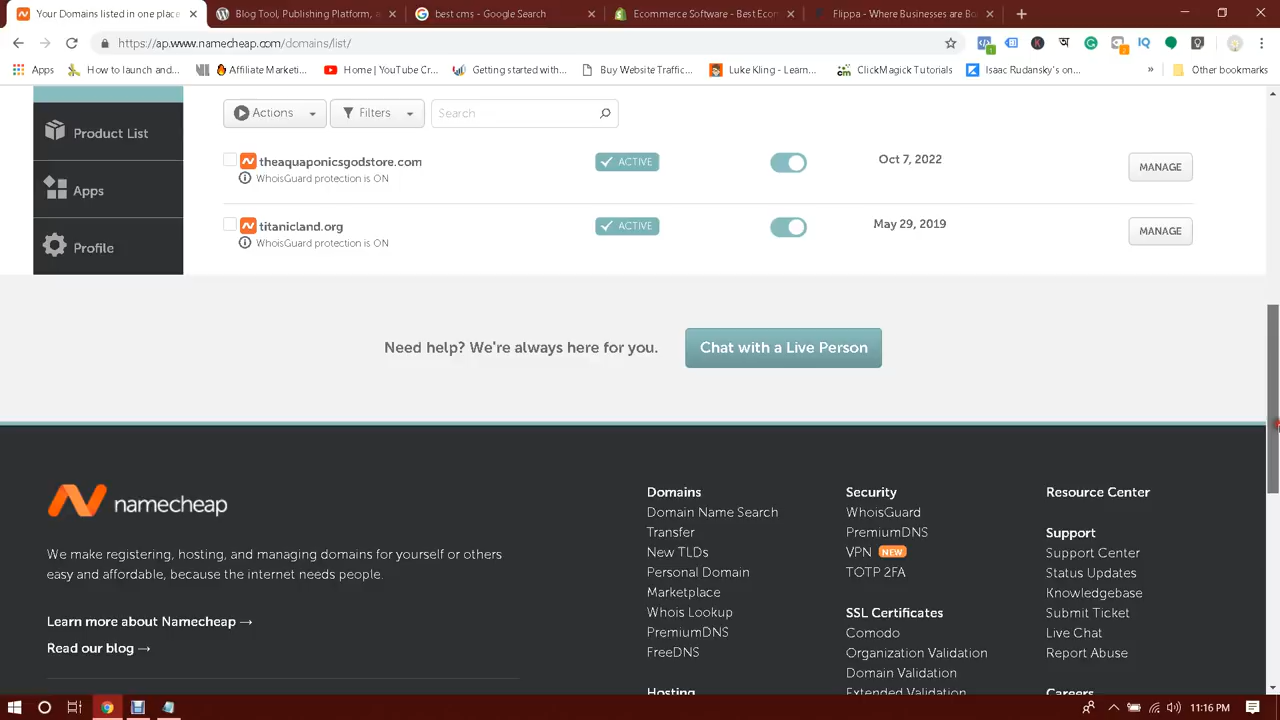 Your Domains listed in one place
Blog Tool, Publishing Platform, a
best cms - Google Search
Ecommerce Software - Best Ecom
Flippa - Where Businesses are Bo
https://ap.www.namecheap.com/domains/list/
Apps
How to launch and...
Affiliate Marketi...
Home | YouTube Cr...
Getting started with...
Buy Website Traffic...
Luke Kling - Learn...
ClickMagick Tutorials
Isaac Rudansky's on...
»
Other bookmarks
Product List
Apps
Profile
Actions
Filters
Search
theaquaponicsgodstore.com
WhoisGuard protection is ON
ACTIVE
Oct 7, 2022
MANAGE
titanicland.org
WhoisGuard protection is ON
ACTIVE
May 29, 2019
MANAGE
Need help? We're always here for you.
Chat with a Live Person
namecheap
We make registering, hosting, and managing domains for yourself or others
easy and affordable, because the internet needs people.
Learn more about Namecheap →
Read our blog →
Domains
Domain Name Search
Transfer
New TLDs
Personal Domain
Marketplace
Whois Lookup
PremiumDNS
FreeDNS
Hosting
Security
WhoisGuard
PremiumDNS
VPN NEW
TOTP 2FA
SSL Certificates
Comodo
Organization Validation
Domain Validation
Extended Validation
Resource Center
Support
Support Center
Status Updates
Knowledgebase
Submit Ticket
Live Chat
Report Abuse
Careers
11:16 PM